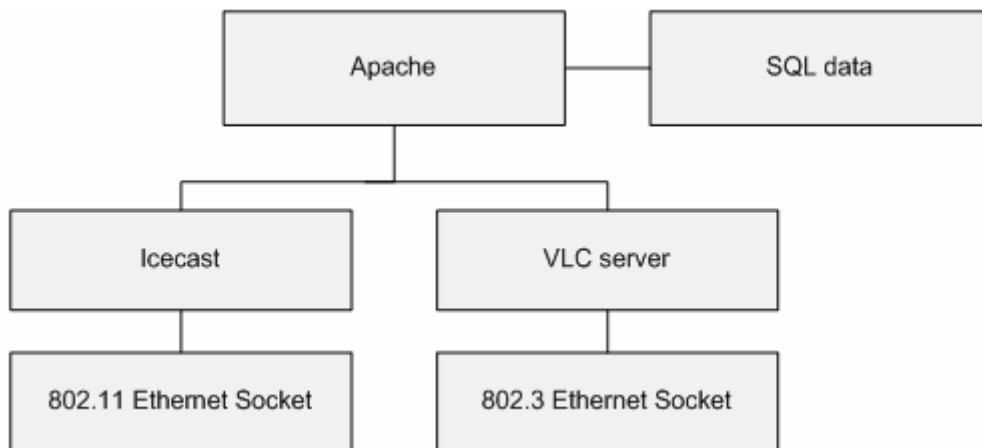 Apache
SQL data
Icecast
VLC server
802.11 Ethernet Socket
802.3 Ethernet Socket